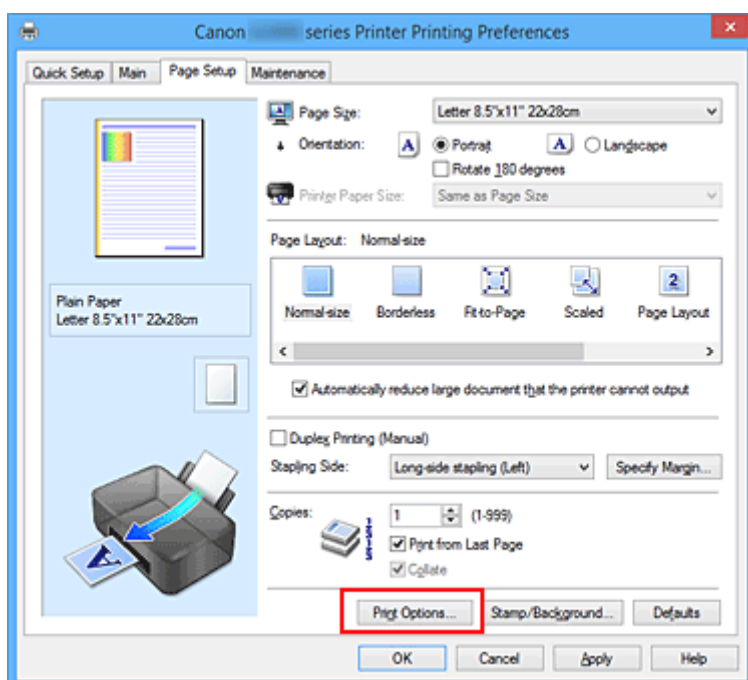 Canon series Printer Printing Preferences
Quick Setup Main Page Setup Maintenance
Page Size: Letter 8.5"x11" 22x28cm
Orientation: A Portrait A Landscape
Rotate 180 degrees
Printer Paper Size: Same as Page Size
Page Layout: Normal-size
2
Normal-size Borderless Fit-to-Page Scaled Page Layout
Plain Paper
Letter 8.5"x11" 22x28cm
Automatically reduce large document that the printer cannot output
Duplex Printing (Manual)
Stapling Side: Long-side stapling (Left) Specify Margin...
Copies: 1 (1-999)
Print from Last Page
Collate
A
Print Options... Stamp/Background... Defaults
OK Cancel Apply Help